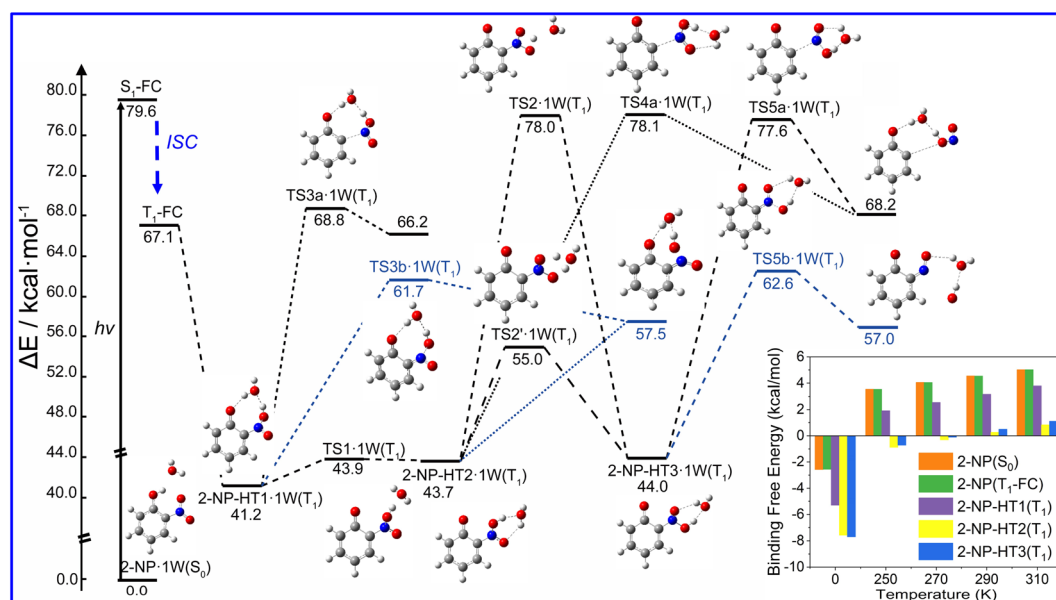 ΔE / kcal·mol⁻¹
80.0
76.0
72.0
68.0
64.0
60.0
56.0
52.0
48.0
44.0
40.0
0.0
hν
S₁-FC
79.6
ISC
T₁-FC
67.1
2-NP·1W(S₀)
0.0
2-NP-HT1·1W(T₁)
41.2
TS3a·1W(T₁)
68.8
66.2
TS3b·1W(T₁)
61.7
TS1·1W(T₁)
43.9
2-NP-HT2·1W(T₁)
43.7
TS2·1W(T₁)
78.0
TS2'·1W(T₁)
55.0
TS4a·1W(T₁)
78.1
57.5
2-NP-HT3·1W(T₁)
44.0
TS5a·1W(T₁)
77.6
68.2
TS5b·1W(T₁)
62.6
57.0
Binding Free Energy (kcal/mol)
6
4
2
0
-2
-4
-6
-8
-10
2-NP(S₀)
2-NP(T₁-FC)
2-NP-HT1(T₁)
2-NP-HT2(T₁)
2-NP-HT3(T₁)
0 250 270 290 310
Temperature (K)